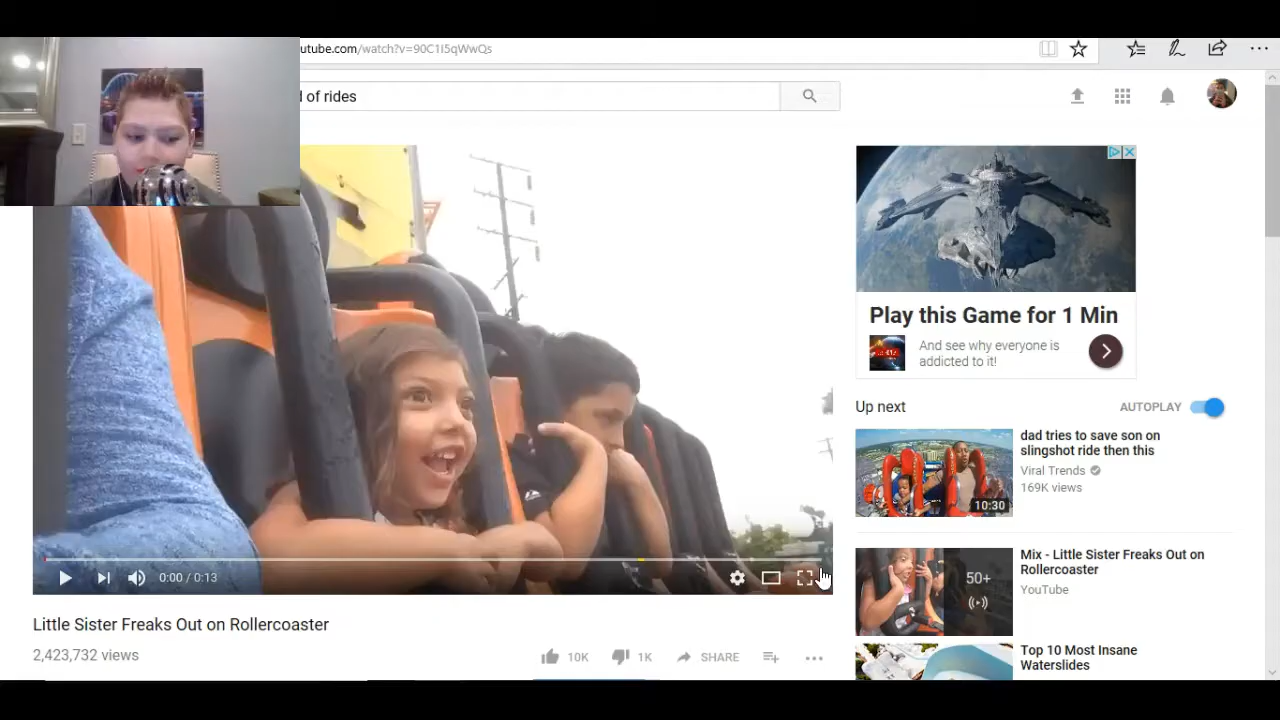 utube.com/watch?v=90C1I5qWwQs
l of rides
Play this Game for 1 Min
And see why everyone is
addicted to it!
Up next
AUTOPLAY
dad tries to save son on
slingshot ride then this
Viral Trends
169K views
10:30
0:00 / 0:13
Mix - Little Sister Freaks Out on
Rollercoaster
YouTube
50+
Little Sister Freaks Out on Rollercoaster
2,423,732 views
10K
1K
SHARE
Top 10 Most Insane
Waterslides